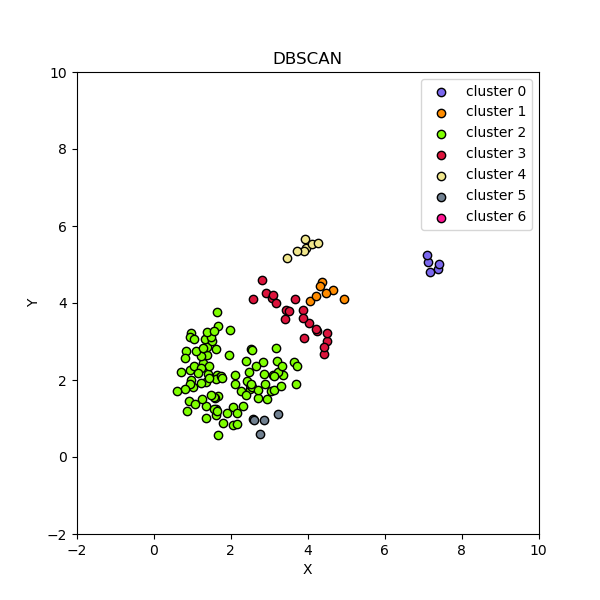 DBSCAN
10
8
6
4
2
0
−2
−2
0
2
4
6
8
10
Y
X
cluster 0
cluster 1
cluster 2
cluster 3
cluster 4
cluster 5
cluster 6